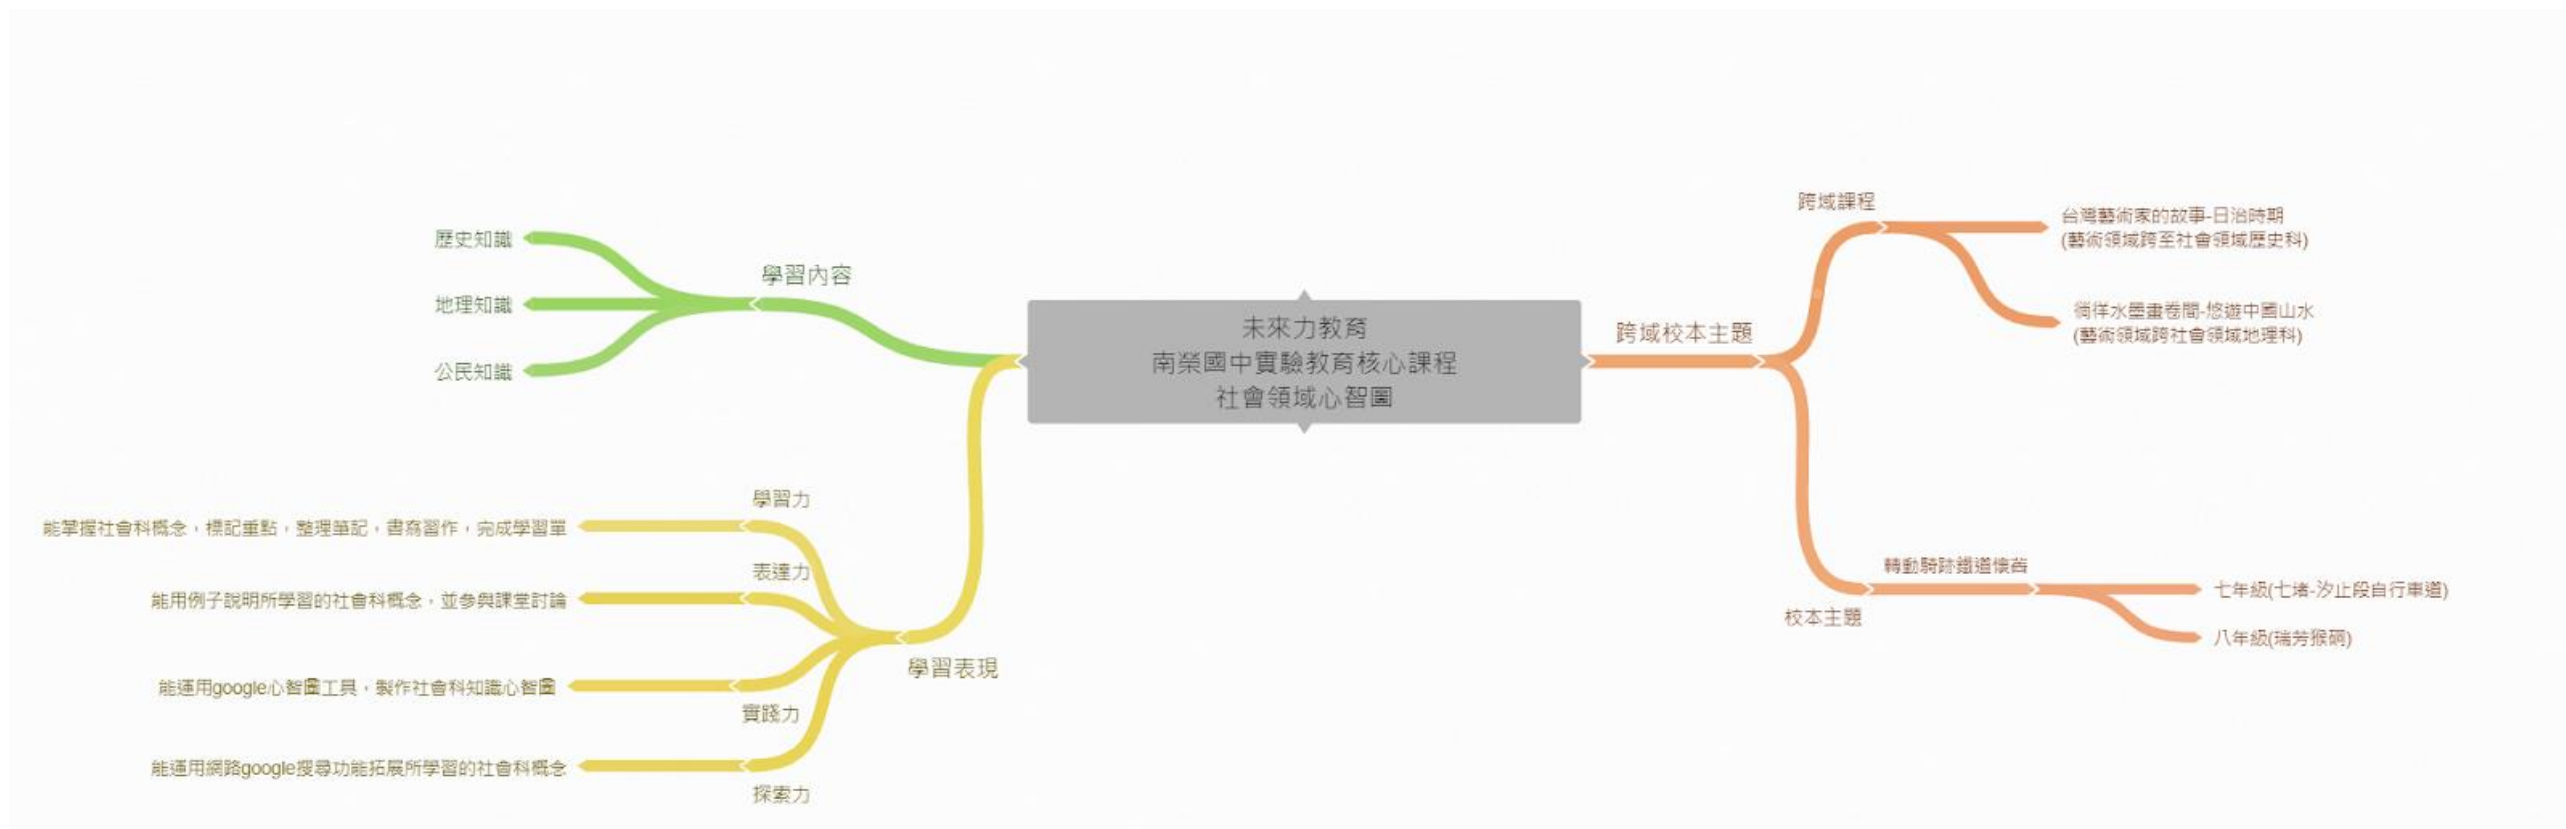 未來力教育
南榮國中實驗教育核心課程
社會領域心智圖
學習內容
歷史知識
地理知識
公民知識
學習表現
學習力
能掌握社會科概念，標記重點，整理筆記，書寫習作，完成學習單
表達力
能用例子說明所學習的社會科概念，並參與課堂討論
能運用google心智圖工具，製作社會科知識心智圖
實踐力
能運用網路google搜尋功能拓展所學習的社會科概念
探索力
跨域校本主題
跨域課程
台灣藝術家的故事-日治時期
(藝術領域跨至社會領域歷史科)
徜徉水墨畫卷間-悠遊中國山水
(藝術領域跨社會領域地理科)
校本主題
轉動騎跡鐵道懷舊
七年級(七堵-汐止段自行車道)
八年級(瑞芳猴硐)